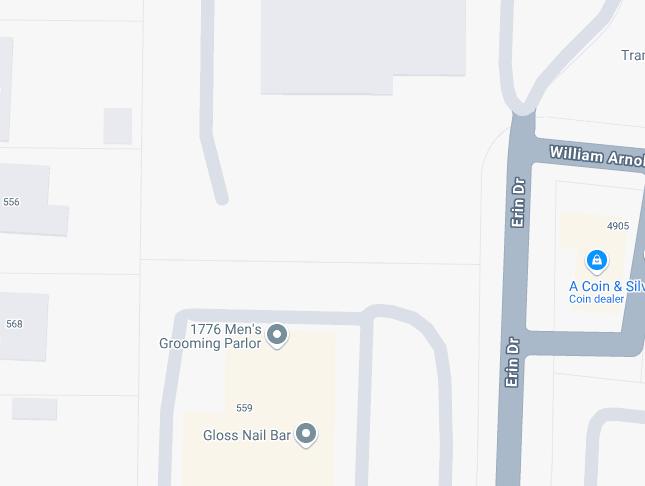 Tran
William Arnol
Erin Dr
556
4905
A Coin & Silv
Coin dealer
568
1776 Men's
Grooming Parlor
Erin Dr
559
Gloss Nail Bar